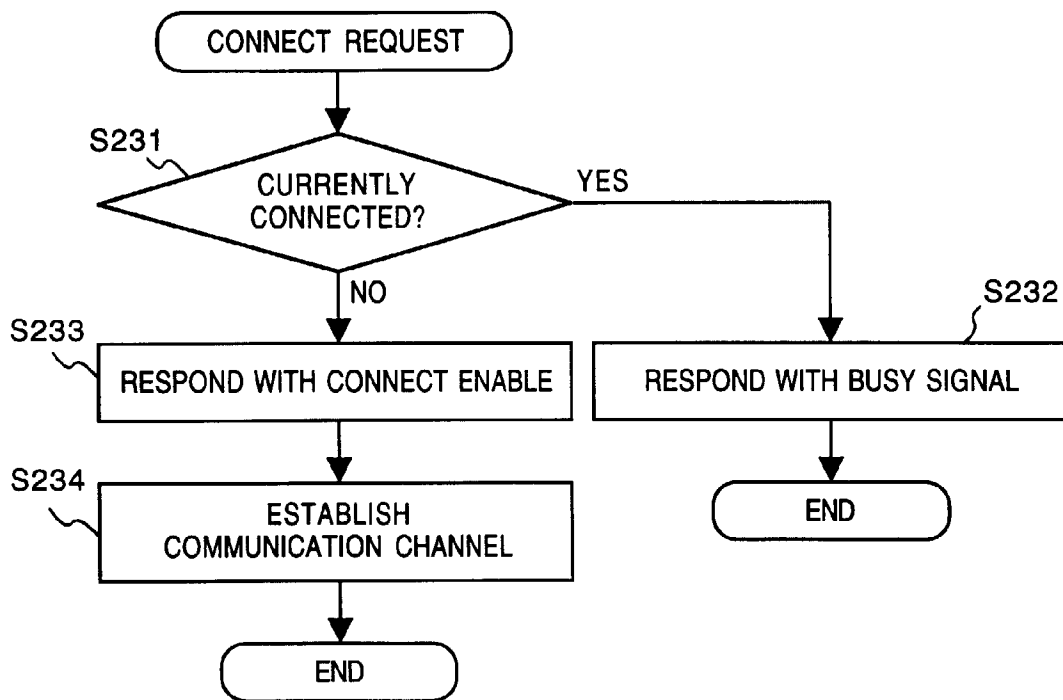 CONNECT REQUEST
S231
CURRENTLY
CONNECTED?
YES
NO
S233
RESPOND WITH CONNECT ENABLE
S232
RESPOND WITH BUSY SIGNAL
S234
ESTABLISH
COMMUNICATION CHANNEL
END
END